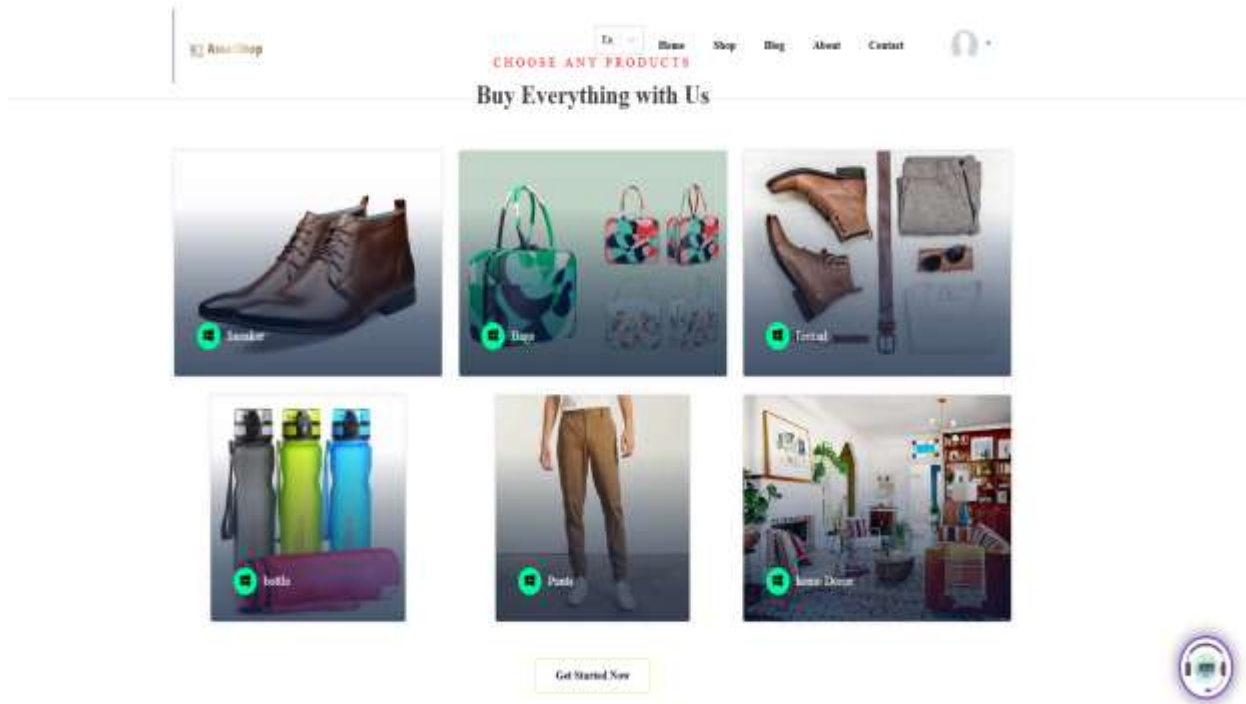 En
Home Shop Blog About Contact
CHOOSE ANY PRODUCTS
Buy Everything with Us
Sneaker
Bags
bottle
Pants
home Decor
Get Started Now